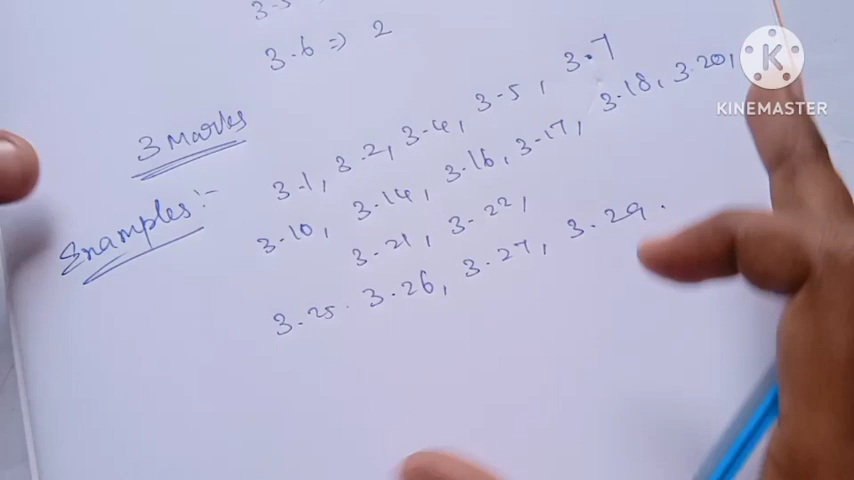 3.6 => 2
3 Marks
Examples:-
3.1, 3.2, 3.4, 3.5, 3.7
3.10, 3.14, 3.16, 3.17, 3.18, 3.20,
3.21, 3.22,
3.25. 3.26, 3.27, 3.29.
KINEMASTER